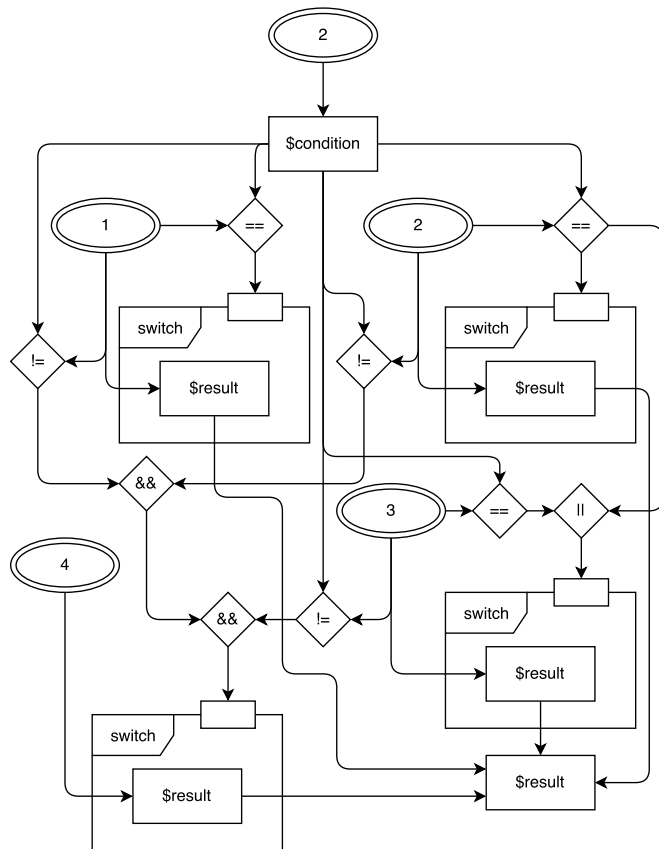 2
$condition
1
==
2
==
switch
switch
!=
!=
$result
$result
&&
3
==
||
4
&&
!=
switch
$result
switch
$result
$result